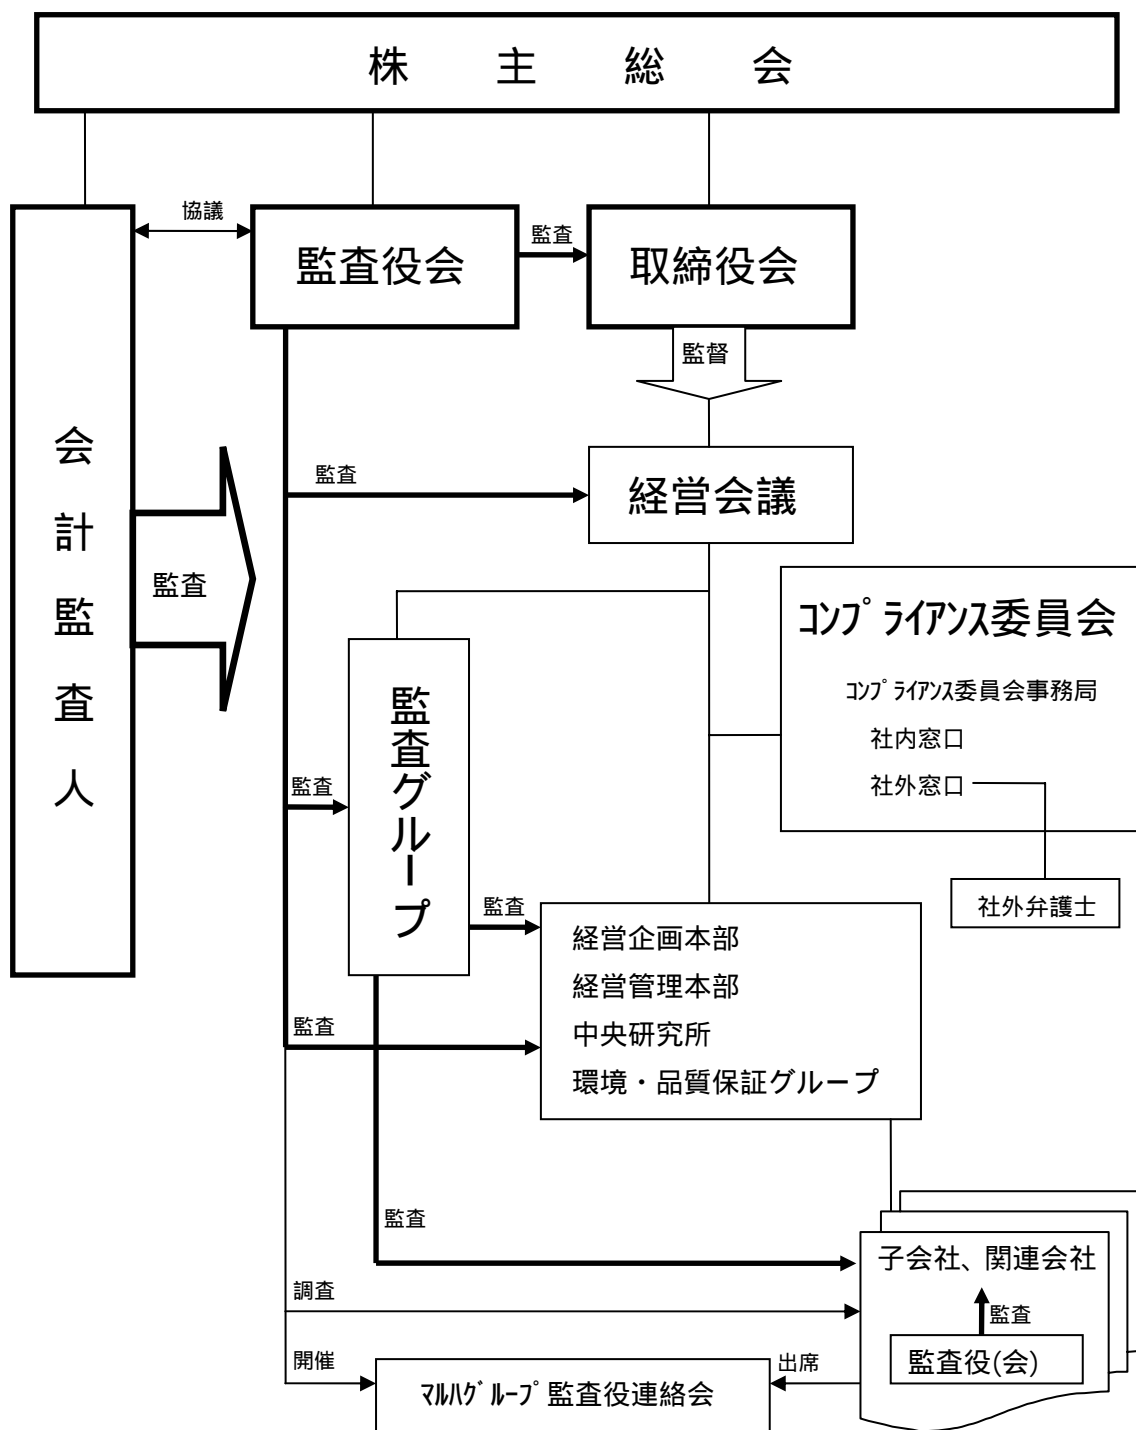 株主総会
協議
監査役会
監査
取締役会
監督
会計監査人
監査
監査
経営会議
コンプライアンス委員会
コンプライアンス委員会事務局
社内窓口
社外窓口
社外弁護士
監査グループ
監査
監査
経営企画本部
経営管理本部
中央研究所
環境・品質保証グループ
監査
監査
子会社、関連会社
調査
監査
監査役(会)
開催
出席
マルハグループ監査役連絡会